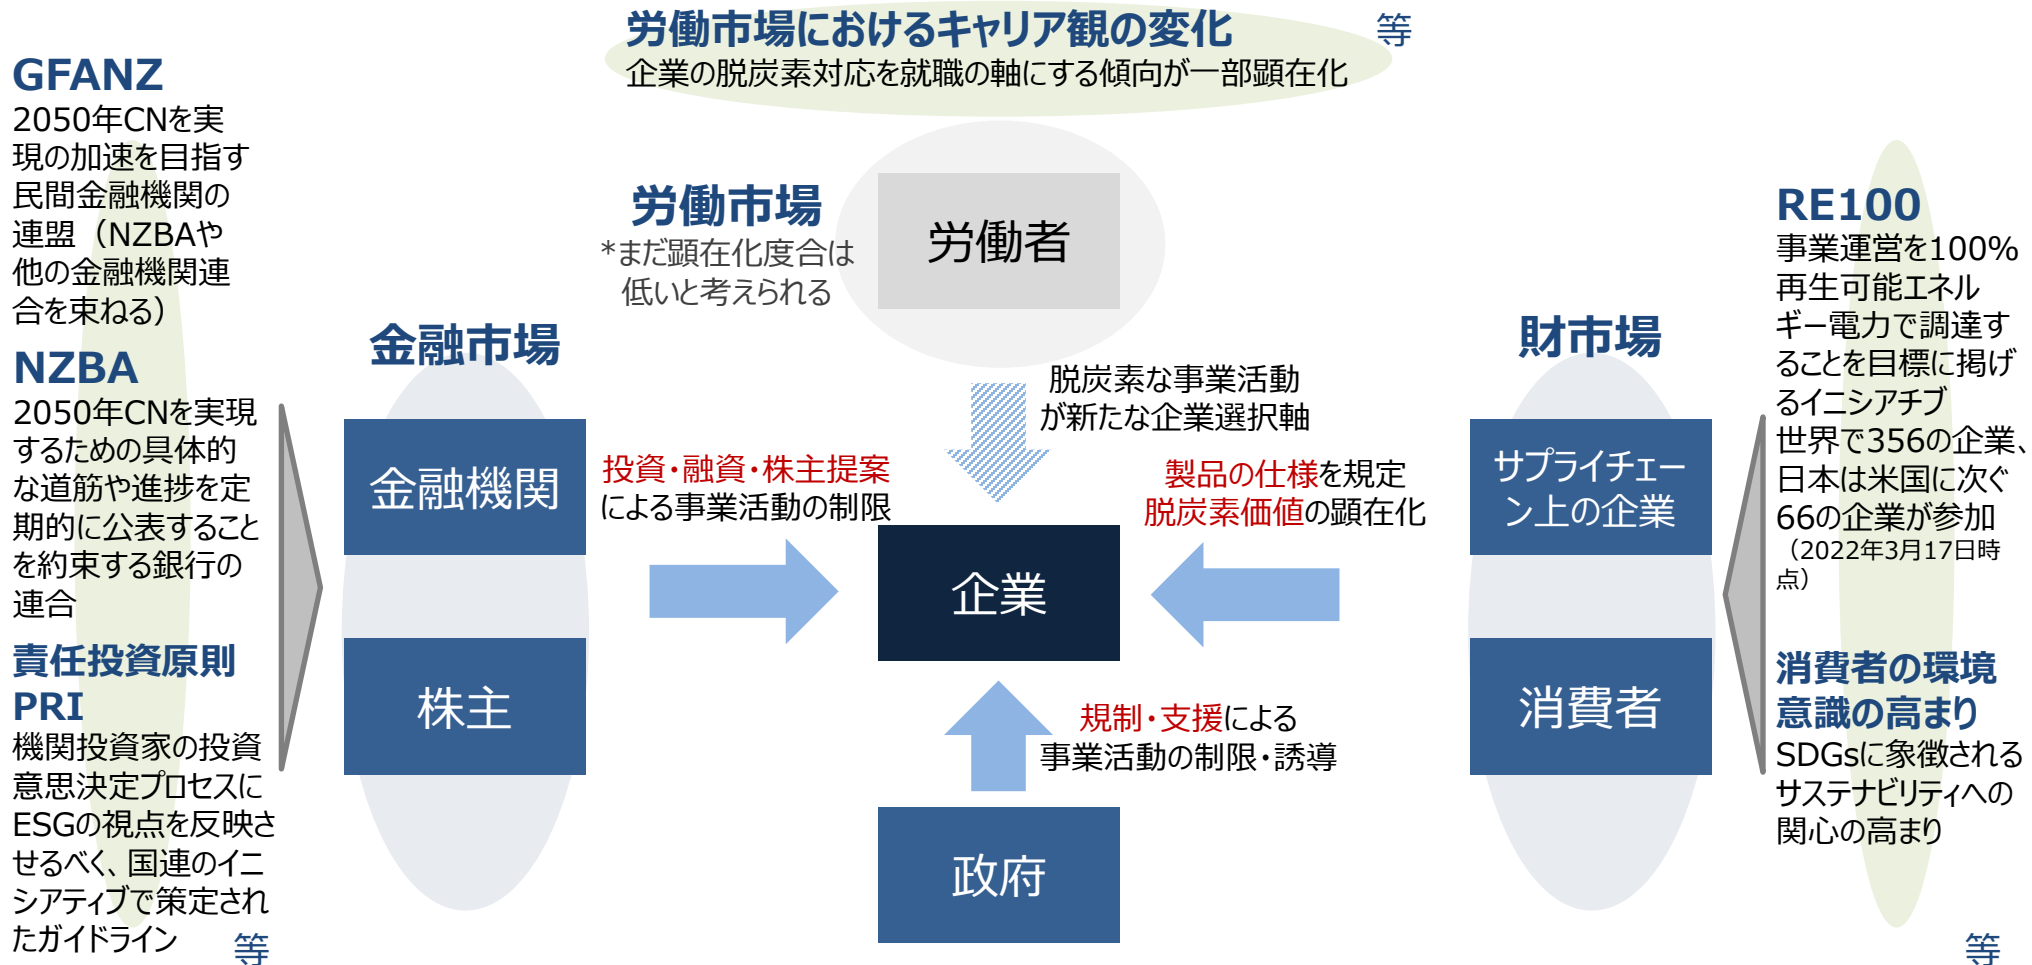 労働市場におけるキャリア観の変化
企業の脱炭素対応を就職の軸にする傾向が一部顕在化
等
GFANZ
2050年CNを実
現の加速を目指す
民間金融機関の
連盟（NZBAや
他の金融機関連
合を束ねる）
NZBA
2050年CNを実現
するための具体的
な道筋や進捗を定
期的に公表すること
を約束する銀行の
連合
責任投資原則
PRI
機関投資家の投資
意思決定プロセスに
ESGの視点を反映さ
せるべく、国連のイニ
シアティブで策定され
たガイドライン
等
金融市場
金融機関
株主
労働市場
*まだ顕在化度合は
低いと考えられる
労働者
脱炭素な事業活動
が新たな企業選択軸
投資・融資・株主提案
による事業活動の制限
製品の仕様を規定
脱炭素価値の顕在化
企業
規制・支援による
事業活動の制限・誘導
政府
財市場
サプライチェー
ン上の企業
消費者
RE100
事業運営を100%
再生可能エネル
ギー電力で調達す
ることを目標に掲げ
るイニシアチブ
世界で356の企業、
日本は米国に次ぐ
66の企業が参加
（2022年3月17日時
点）
消費者の環境
意識の高まり
SDGsに象徴される
サステナビリティへの
関心の高まり
等